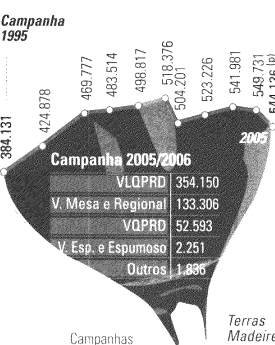 Campanha
1995
384.131
424.878
469.777
483.514
498.817
518.376
504.201
523.226
541.981
549.731
544.136 (p)
2005
Campanha 2005/2006
VLQPRD 354.150
V. Mesa e Regional 133.306
VQPRD 52.593
V. Esp. e Espumoso 2.251
Outros 1.836
Campanhas
Terras
Madeire